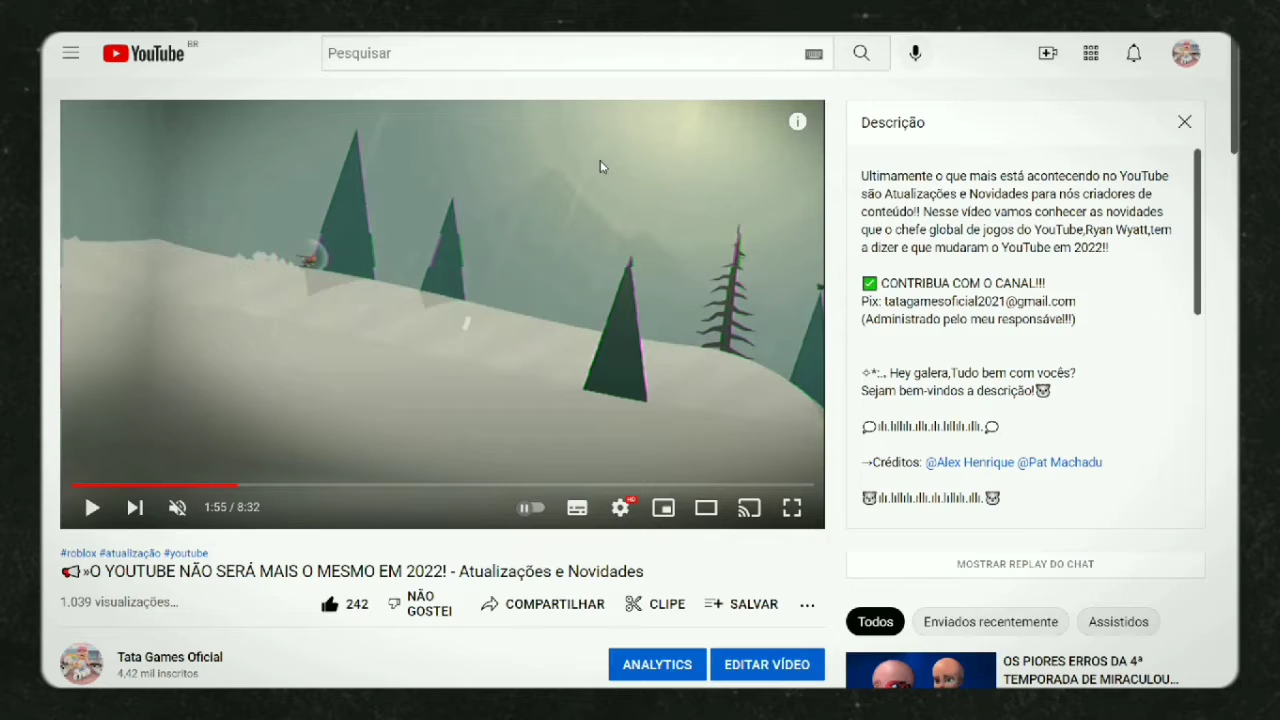 YouTube BR
Pesquisar
Descrição
Ultimamente o que mais está acontecendo no YouTube
são Atualizações e Novidades para nós criadores de
conteúdo!! Nesse vídeo vamos conhecer as novidades
que o chefe global de jogos do YouTube,Ryan Wyatt,tem
a dizer e que mudaram o YouTube em 2022!!
✅ CONTRIBUA COM O CANAL!!!
Pix: tatagamesoficial2021@gmail.com
(Administrado pelo meu responsável!!)
✧*:.. Hey galera,Tudo bem com vocês?
Sejam bem-vindos a descrição!🐻
→Créditos: @Alex Henrique @Pat Machadu
HD
1:55 / 8:32
#roblox #atualização #youtube
📢»O YOUTUBE NÃO SERÁ MAIS O MESMO EM 2022! - Atualizações e Novidades
1.039 visualizações...
242
NÃO
GOSTEI
COMPARTILHAR
CLIPE
SALVAR
...
Tata Games Oficial
4,42 mil inscritos
ANALYTICS
EDITAR VÍDEO
MOSTRAR REPLAY DO CHAT
Todos
Enviados recentemente
Assistidos
OS PIORES ERROS DA 4ª
TEMPORADA DE MIRACULOU...